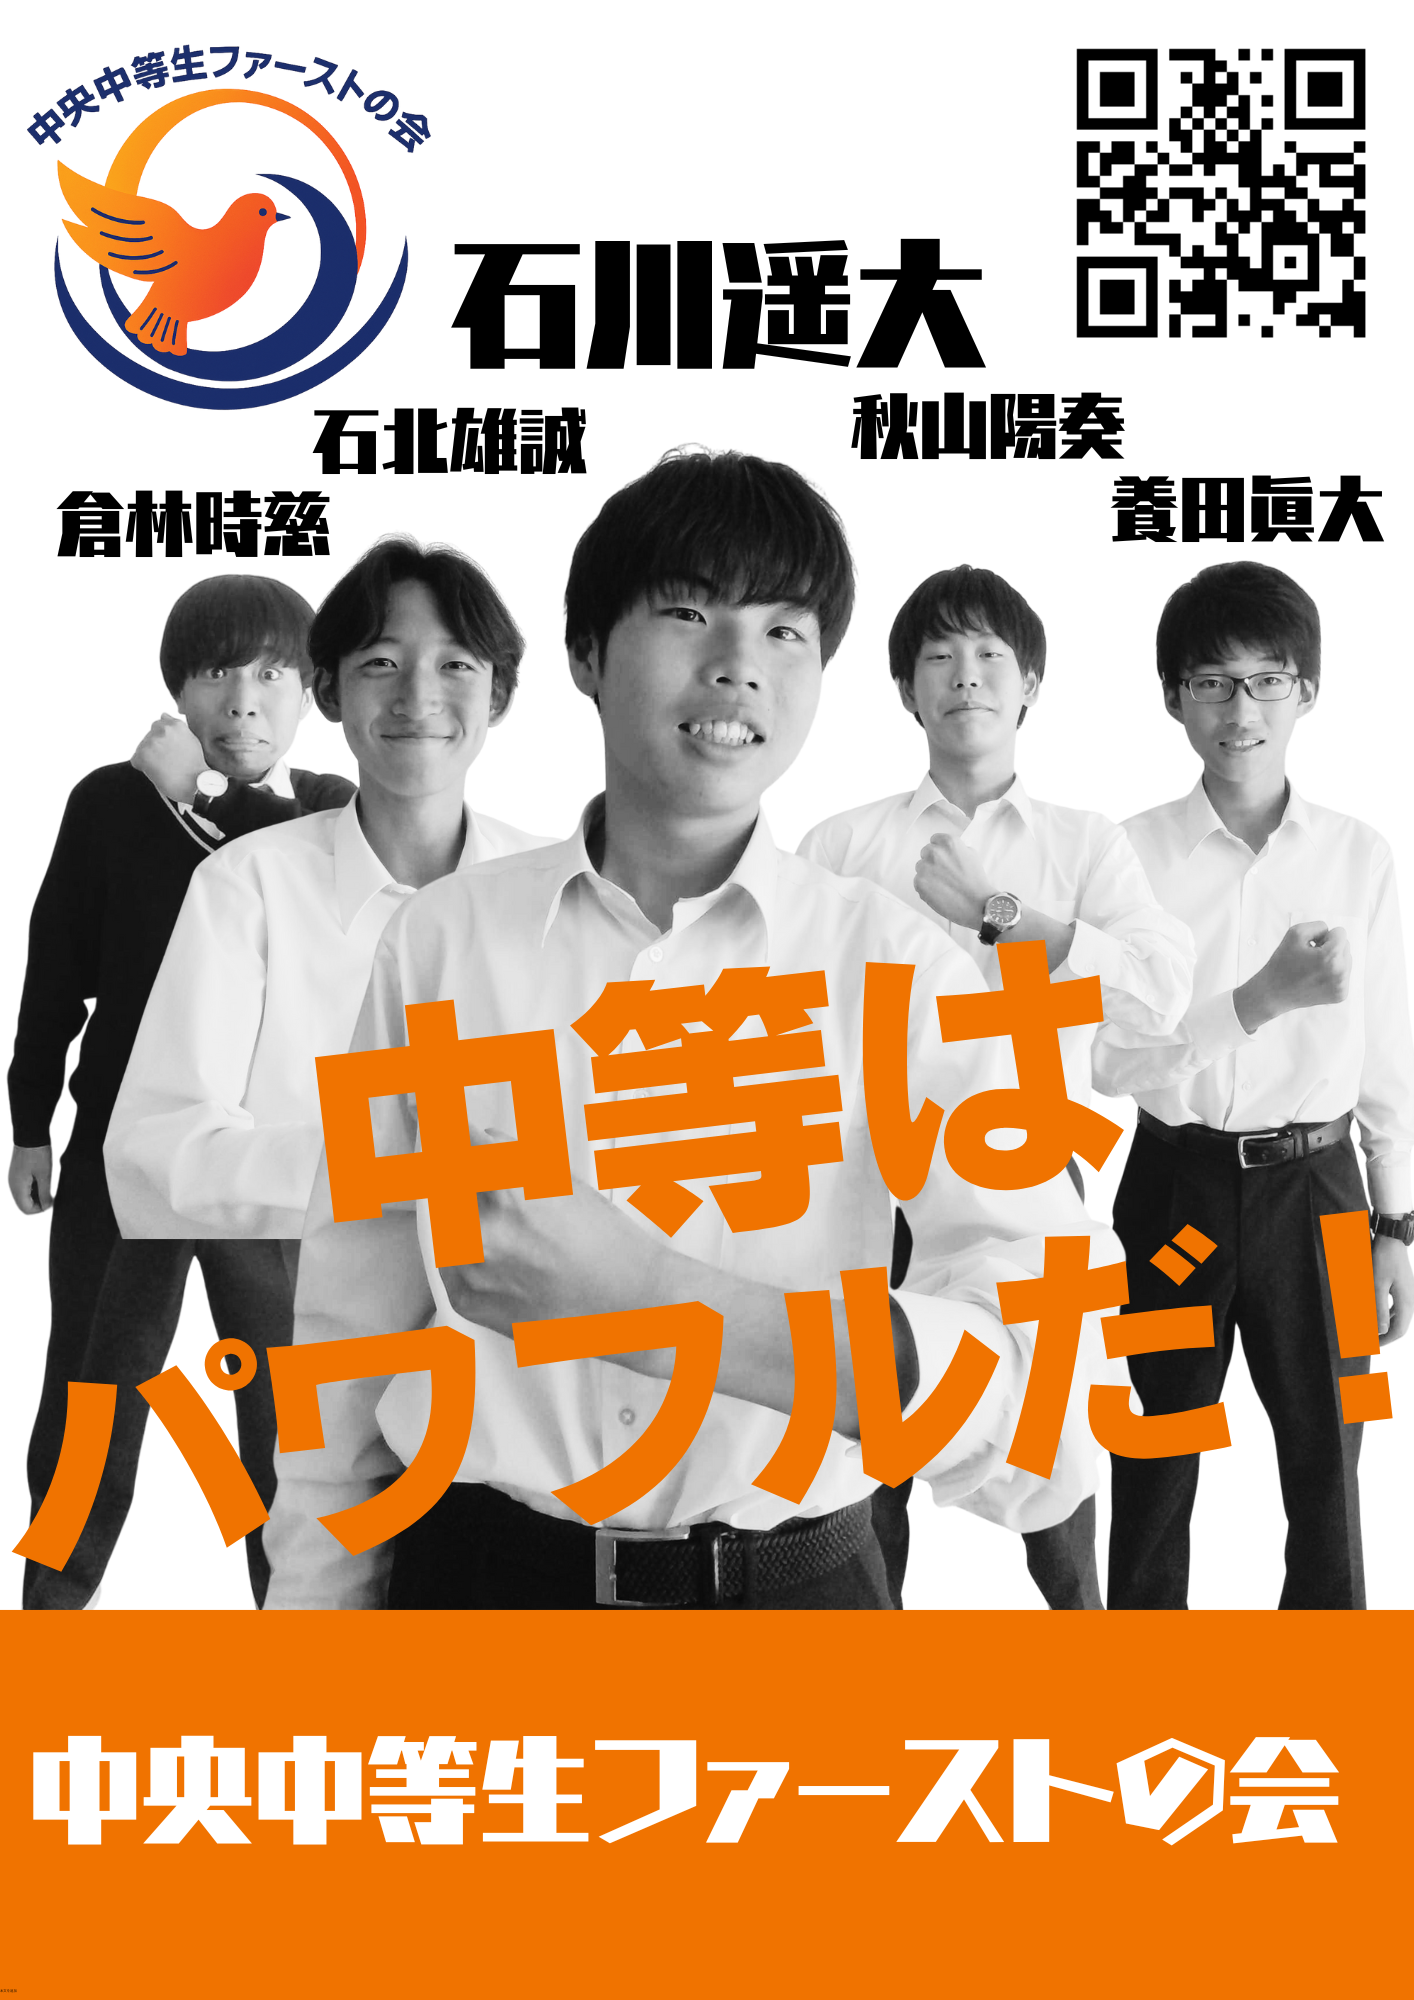 中央中等生ファーストの会
石川遥大
石北雄誠
秋山陽奏
倉林時慈
養田眞大
中等は
パワフルだ！
中央中等生ファーストの会